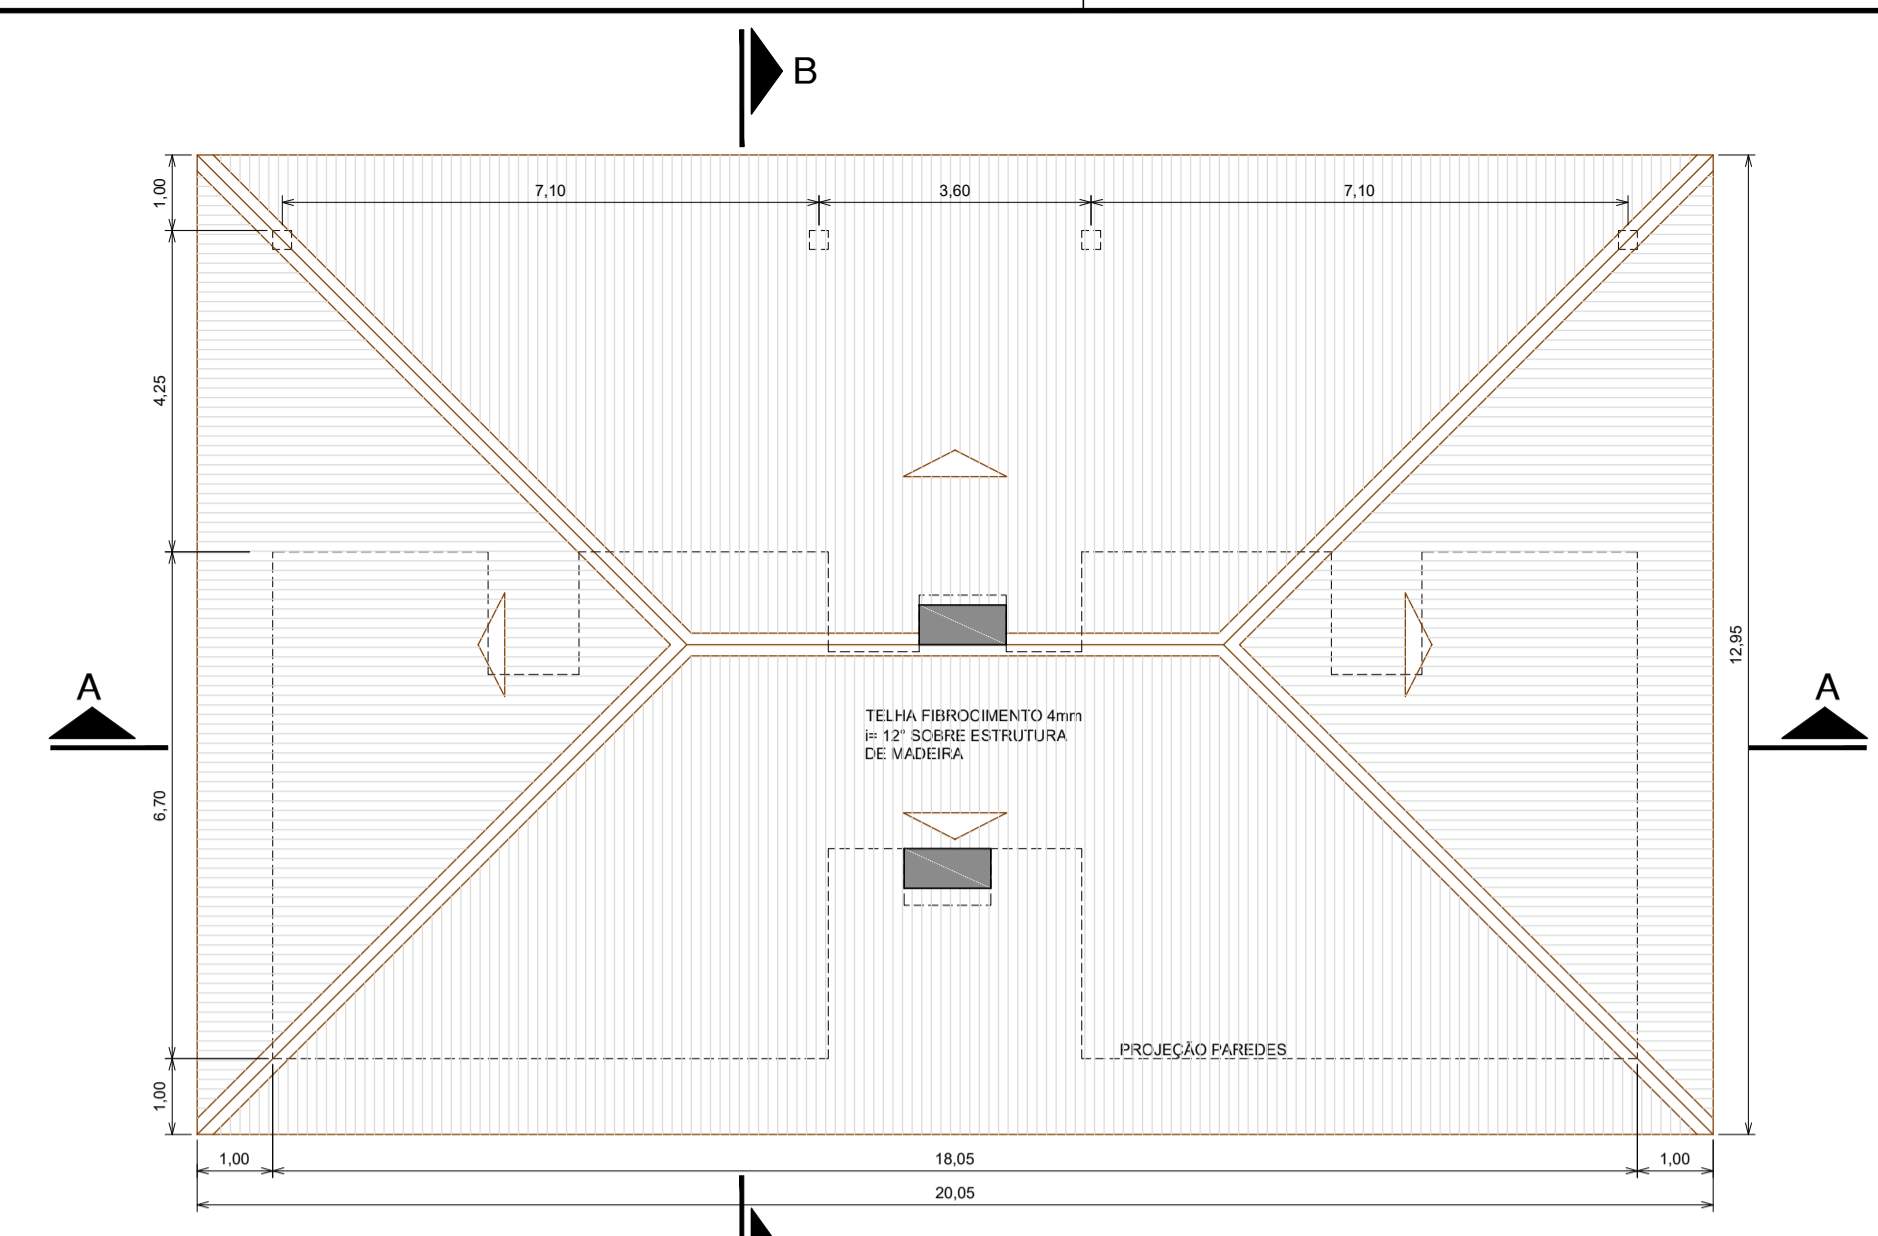 B
7,10
3,60
7,10
1,00
4,25
12,95
A
A
TELHA FIBROCIMENTO 4mm
i= 12° SOBRE ESTRUTURA
DE MADEIRA
6,70
PROJEÇÃO PAREDES
1,00
1,00
18,05
1,00
20,05